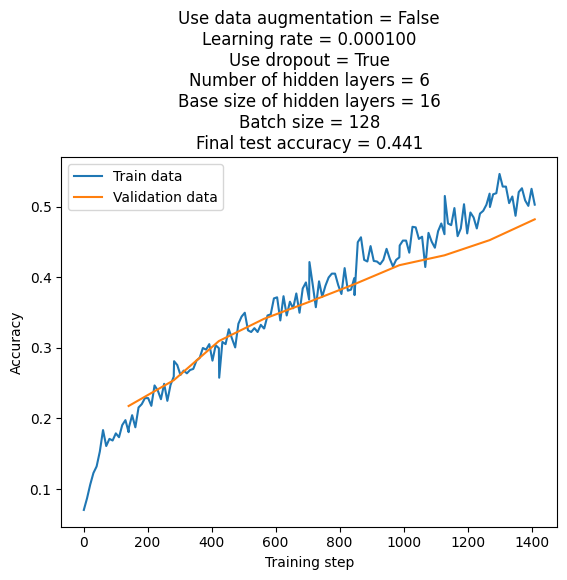 Use data augmentation = False
Learning rate = 0.000100
Use dropout = True
Number of hidden layers = 6
Base size of hidden layers = 16
Batch size = 128
Final test accuracy = 0.441
Train data
Validation data
Accuracy
0.5
0.4
0.3
0.2
0.1
0 200 400 600 800 1000 1200 1400
Training step